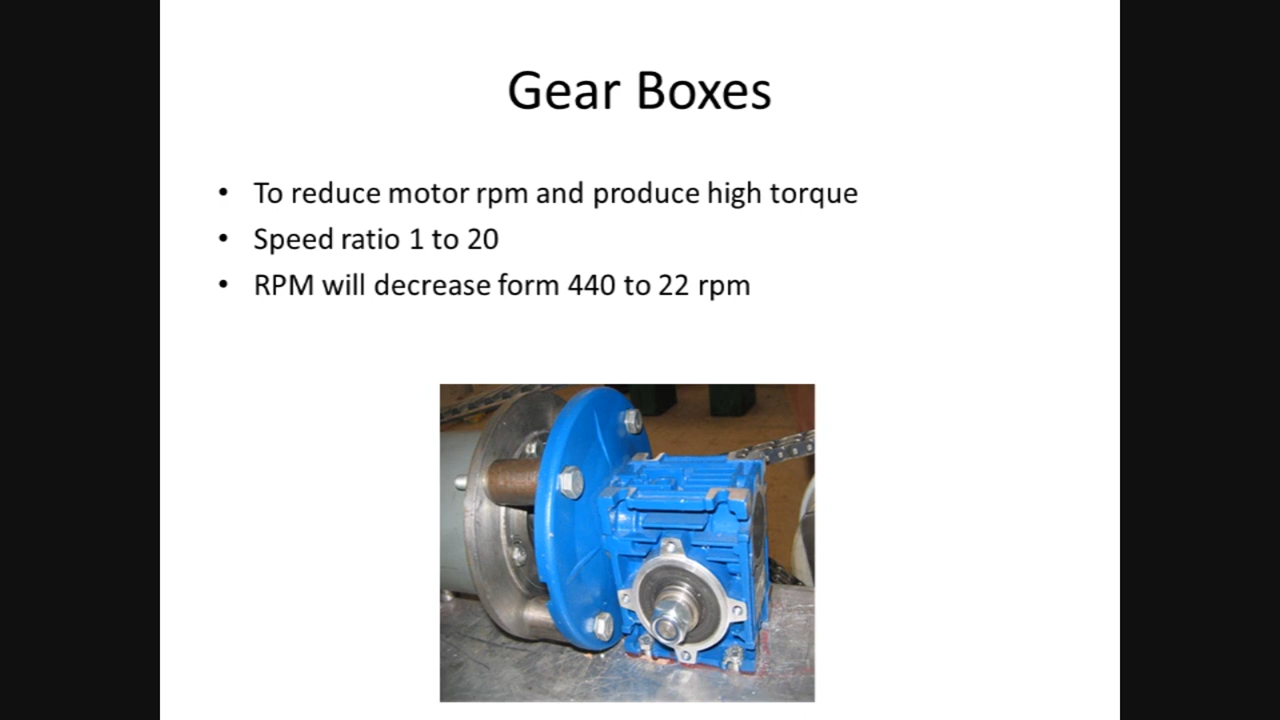 Gear Boxes
• To reduce motor rpm and produce high torque
• Speed ratio 1 to 20
• RPM will decrease form 440 to 22 rpm